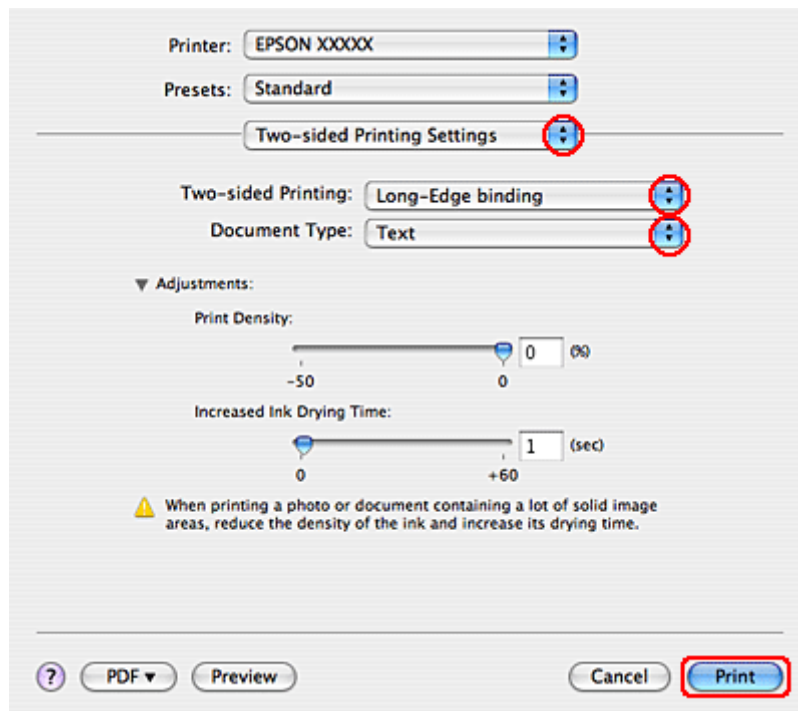 Printer: EPSON XXXXX
Presets: Standard
Two-sided Printing Settings
Two-sided Printing: Long-Edge binding
Document Type: Text
▼ Adjustments:
Print Density:
0 (%)
-50 0
Increased Ink Drying Time:
1 (sec)
0 +60
When printing a photo or document containing a lot of solid image
areas, reduce the density of the ink and increase its drying time.
? PDF ▼ Preview Cancel Print